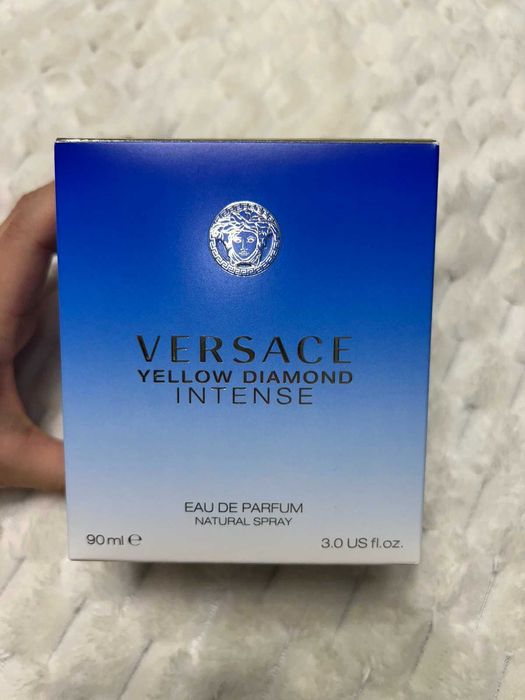 VERSACE
YELLOW DIAMOND
INTENSE
EAU DE PARFUM
NATURAL SPRAY
90 ml ℮ 3.0 US fl.oz.